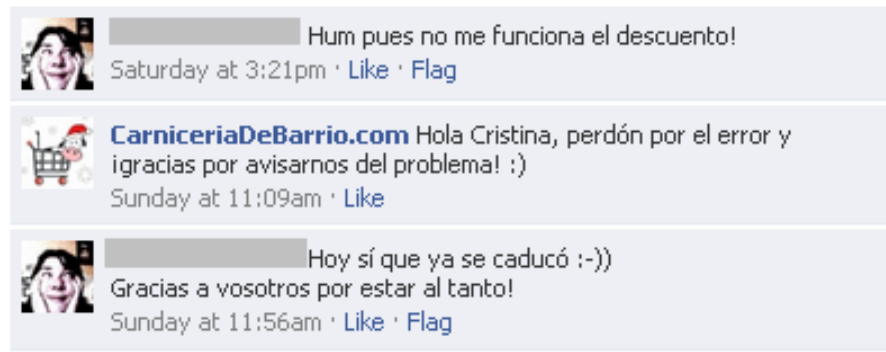 Hum pues no me funciona el descuento!
Saturday at 3:21pm · Like · Flag
CarniceriaDeBarrio.com Hola Cristina, perdón por el error y
¡gracias por avisarnos del problema! :)
Sunday at 11:09am · Like
Hoy sí que ya se caducó :-))
Gracias a vosotros por estar al tanto!
Sunday at 11:56am · Like · Flag